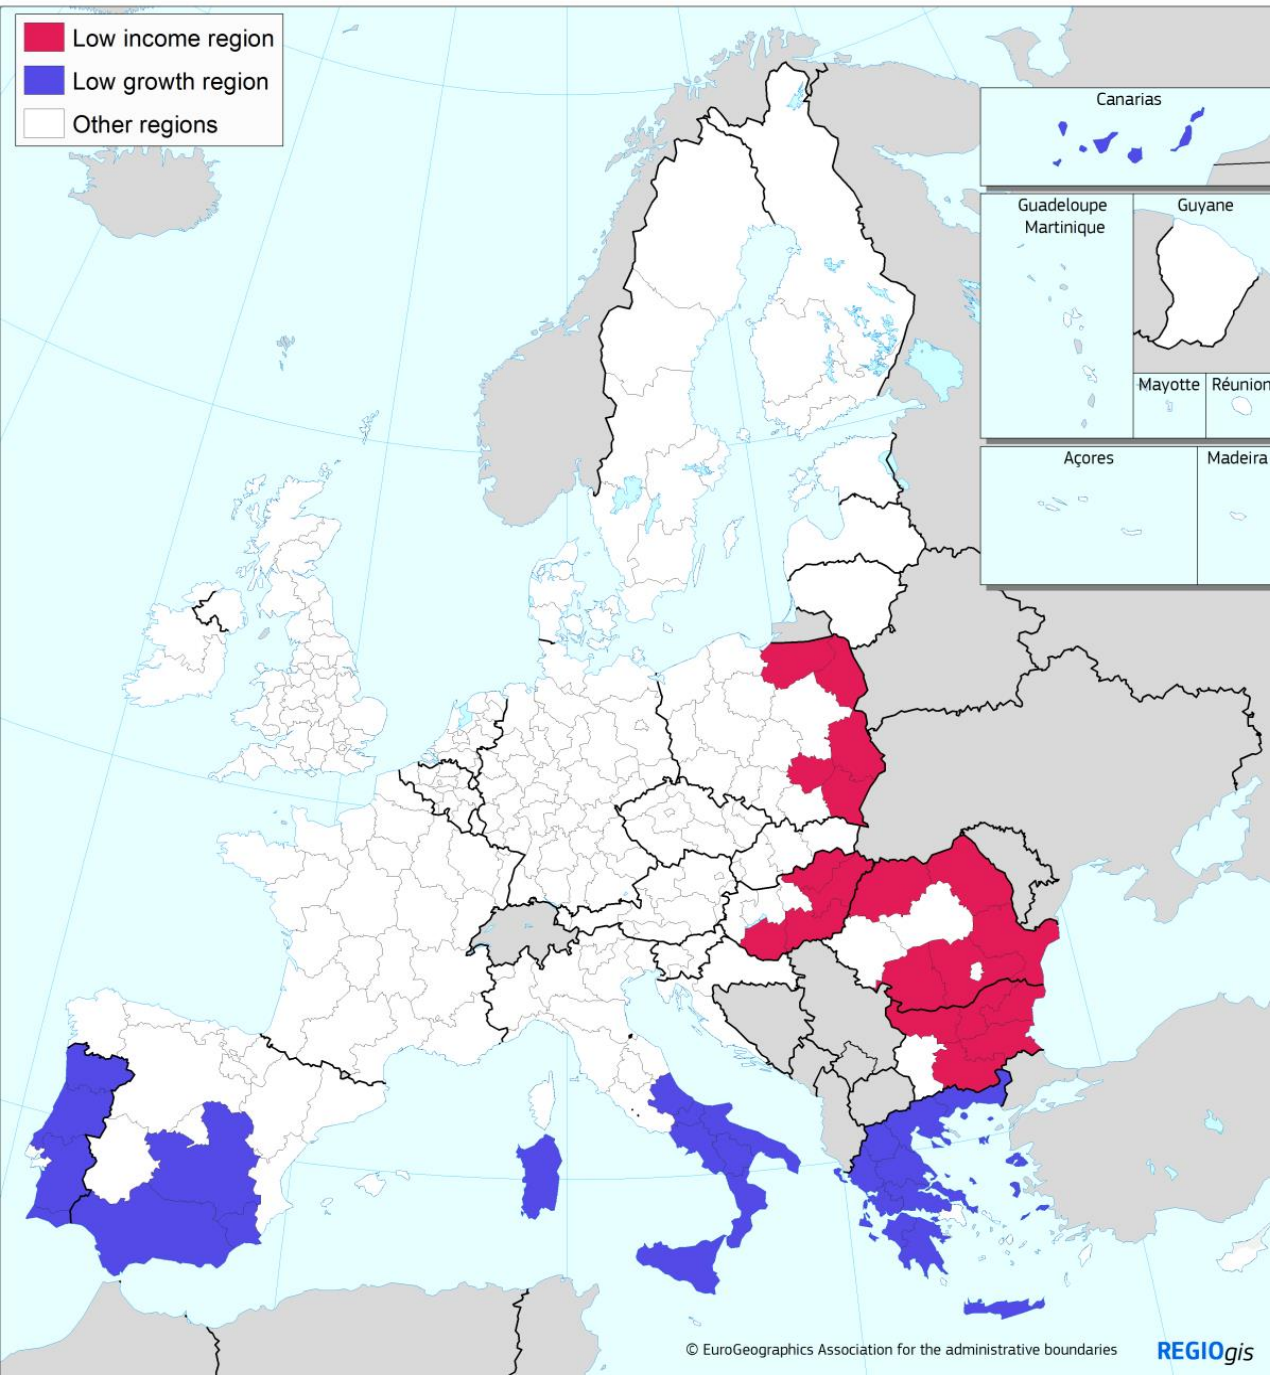 Low income region
Low growth region
Other regions
Canarias
Guadeloupe
Martinique
Guyane
Mayotte
Réunion
Açores
Madeira
© EuroGeographics Association for the administrative boundaries
REGIOgis